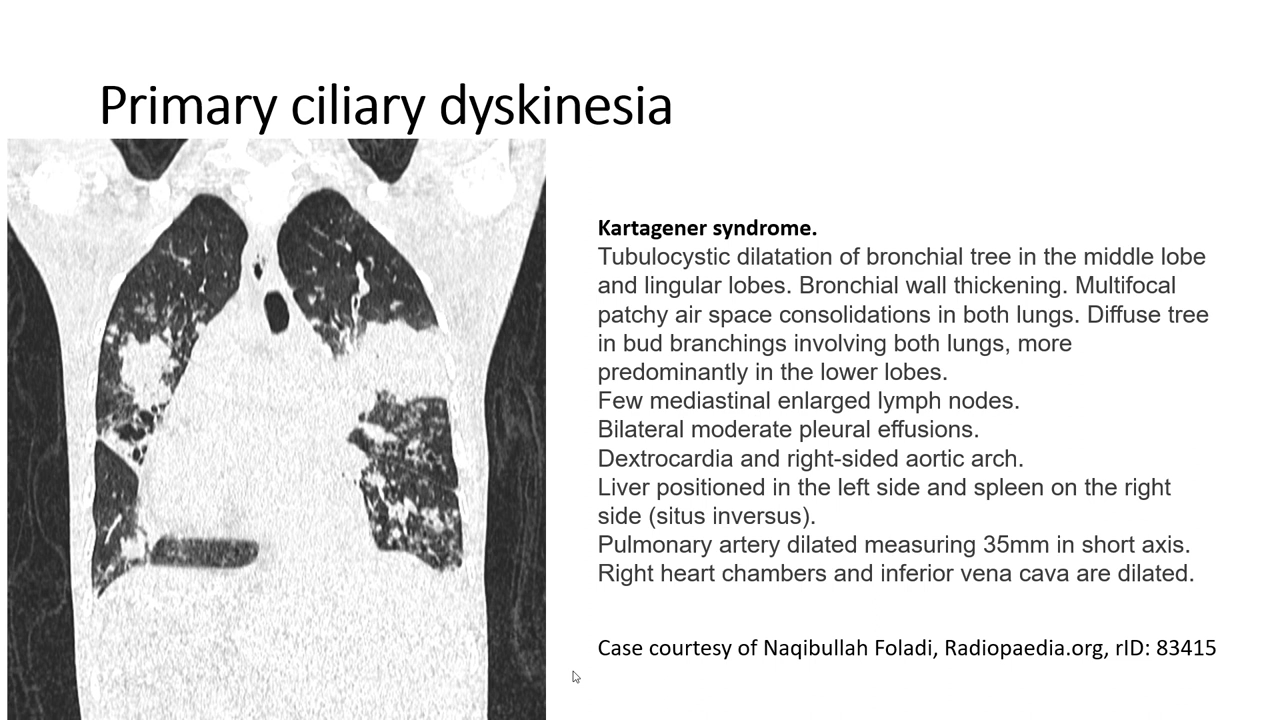 Primary ciliary dyskinesia
Kartagener syndrome.
Tubulocystic dilatation of bronchial tree in the middle lobe
and lingular lobes. Bronchial wall thickening. Multifocal
patchy air space consolidations in both lungs. Diffuse tree
in bud branchings involving both lungs, more
predominantly in the lower lobes.
Few mediastinal enlarged lymph nodes.
Bilateral moderate pleural effusions.
Dextrocardia and right-sided aortic arch.
Liver positioned in the left side and spleen on the right
side (situs inversus).
Pulmonary artery dilated measuring 35mm in short axis.
Right heart chambers and inferior vena cava are dilated.
Case courtesy of Naqibullah Foladi, Radiopaedia.org, rID: 83415